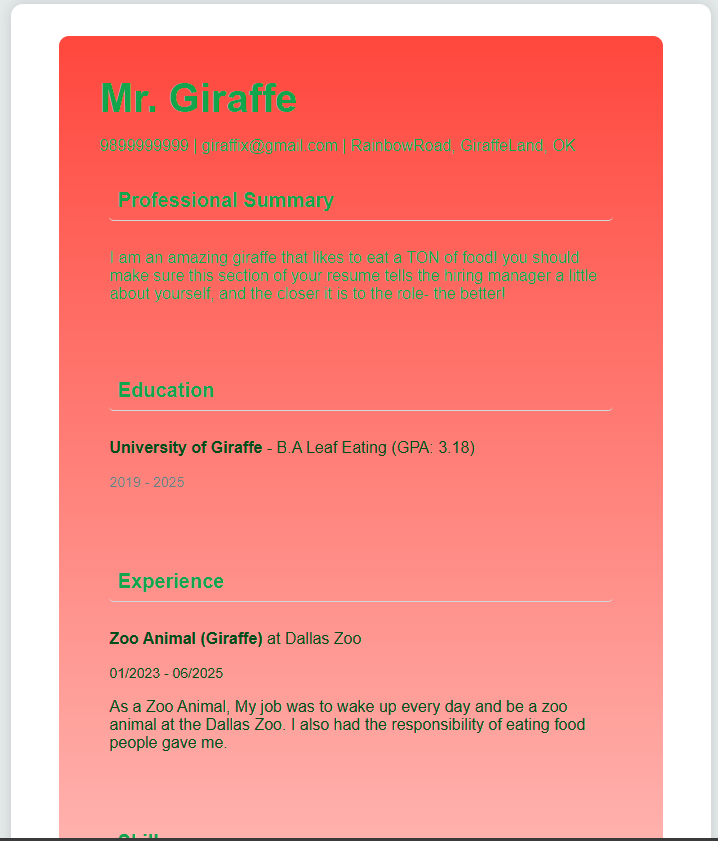 Mr. Giraffe
9899999999 | giraffix@gmail.com | RainbowRoad, GiraffeLand, OK
Professional Summary
I am an amazing giraffe that likes to eat a TON of food! you should
make sure this section of your resume tells the hiring manager a little
about yourself, and the closer it is to the role- the better!
Education
University of Giraffe - B.A Leaf Eating (GPA: 3.18)
2019 - 2025
Experience
Zoo Animal (Giraffe) at Dallas Zoo
01/2023 - 06/2025
As a Zoo Animal, My job was to wake up every day and be a zoo
animal at the Dallas Zoo. I also had the responsibility of eating food
people gave me.